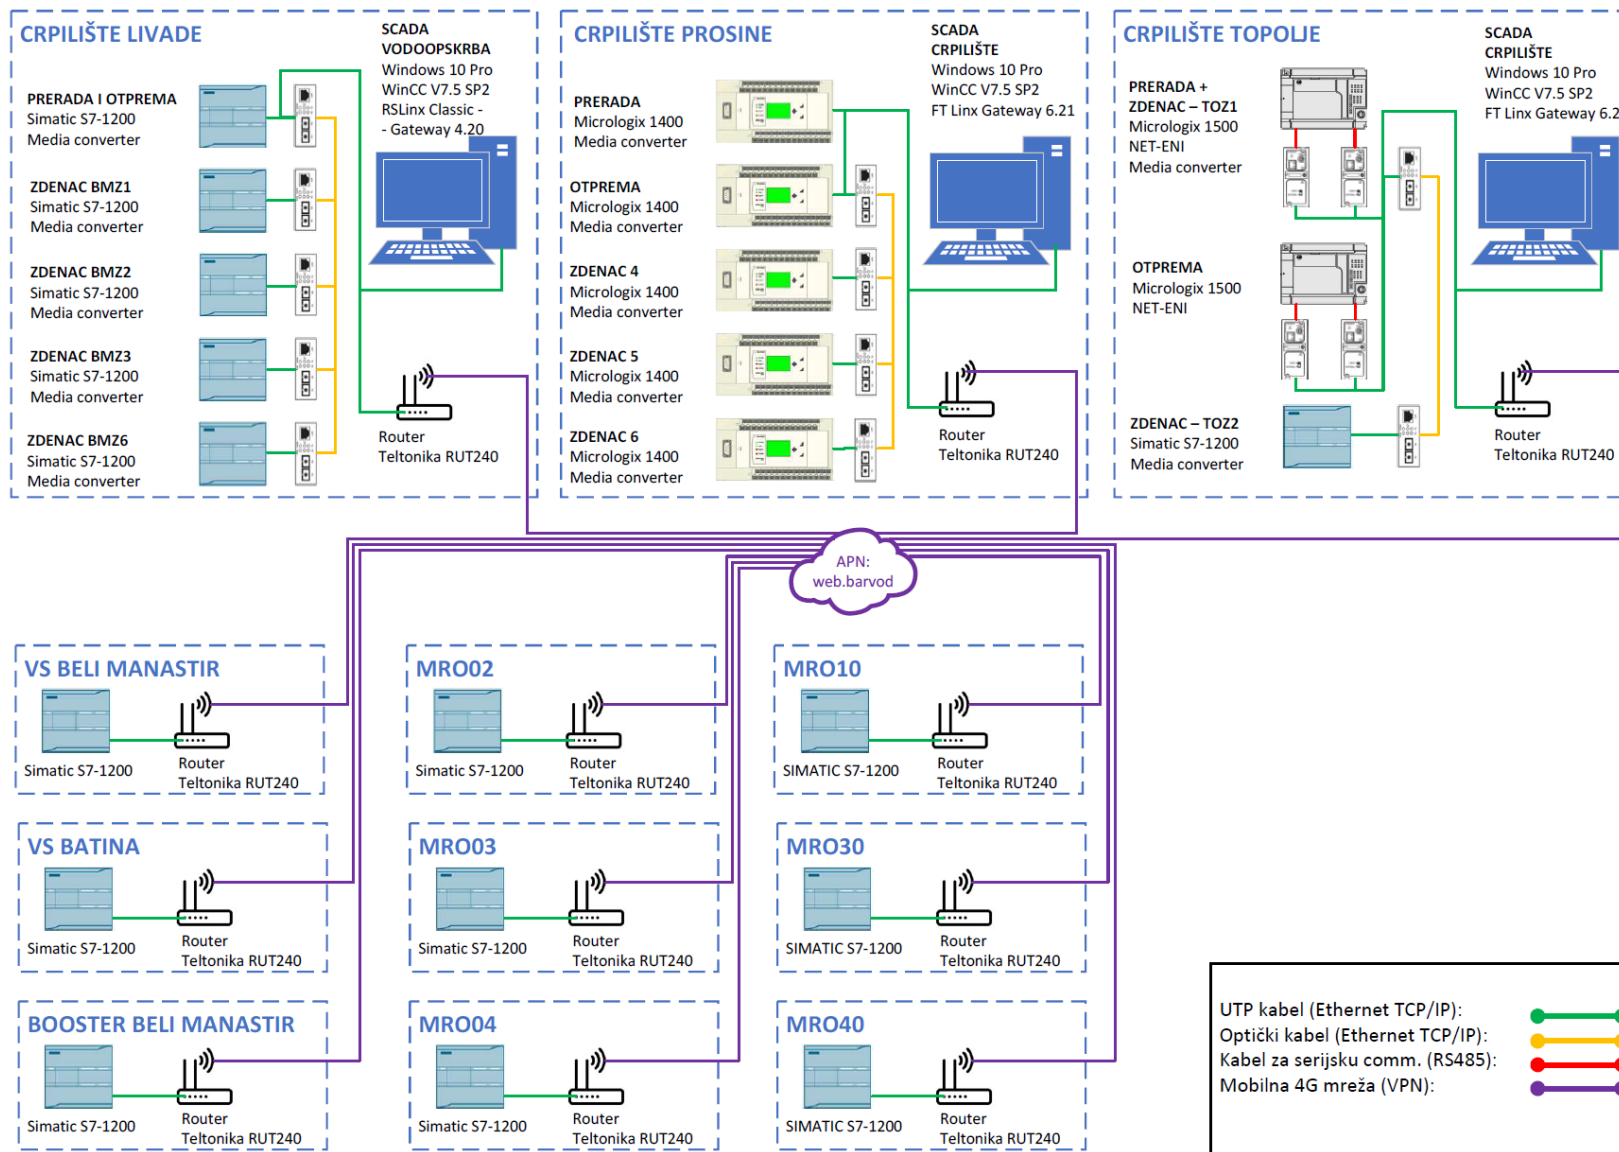 CRPILIŠTE LIVADE
SCADA
VODOOPSKRBA
Windows 10 Pro
WinCC V7.5 SP2
RSLinx Classic -
- Gateway 4.20
PRERADA I OTPREMA
Simatic S7-1200
Media converter
ZDENAC BMZ1
Simatic S7-1200
Media converter
ZDENAC BMZ2
Simatic S7-1200
Media converter
ZDENAC BMZ3
Simatic S7-1200
Media converter
ZDENAC BMZ6
Simatic S7-1200
Media converter
Router
Teltonika RUT240
CRPILIŠTE PROSINE
SCADA
CRPILIŠTE
Windows 10 Pro
WinCC V7.5 SP2
FT Linx Gateway 6.21
PRERADA
Micrologix 1400
Media converter
OTPREMA
Micrologix 1400
Media converter
ZDENAC 4
Micrologix 1400
Media converter
ZDENAC 5
Micrologix 1400
Media converter
ZDENAC 6
Micrologix 1400
Media converter
Router
Teltonika RUT240
CRPILIŠTE TOPOLJE
SCADA
CRPILIŠTE
Windows 10 Pro
WinCC V7.5 SP2
FT Linx Gateway 6.2
PRERADA +
ZDENAC – TOZ1
Micrologix 1500
NET-ENI
Media converter
OTPREMA
Micrologix 1500
NET-ENI
ZDENAC – TOZ2
Simatic S7-1200
Media converter
Router
Teltonika RUT240
APN:
web.barvod
VS BELI MANASTIR
Simatic S7-1200
Router
Teltonika RUT240
MRO02
Simatic S7-1200
Router
Teltonika RUT240
MRO10
SIMATIC S7-1200
Router
Teltonika RUT240
VS BATINA
Simatic S7-1200
Router
Teltonika RUT240
MRO03
Simatic S7-1200
Router
Teltonika RUT240
MRO30
SIMATIC S7-1200
Router
Teltonika RUT240
BOOSTER BELI MANASTIR
Simatic S7-1200
Router
Teltonika RUT240
MRO04
Simatic S7-1200
Router
Teltonika RUT240
MRO40
SIMATIC S7-1200
Router
Teltonika RUT240
UTP kabel (Ethernet TCP/IP):
Optički kabel (Ethernet TCP/IP):
Kabel za serijsku comm. (RS485):
Mobilna 4G mreža (VPN):